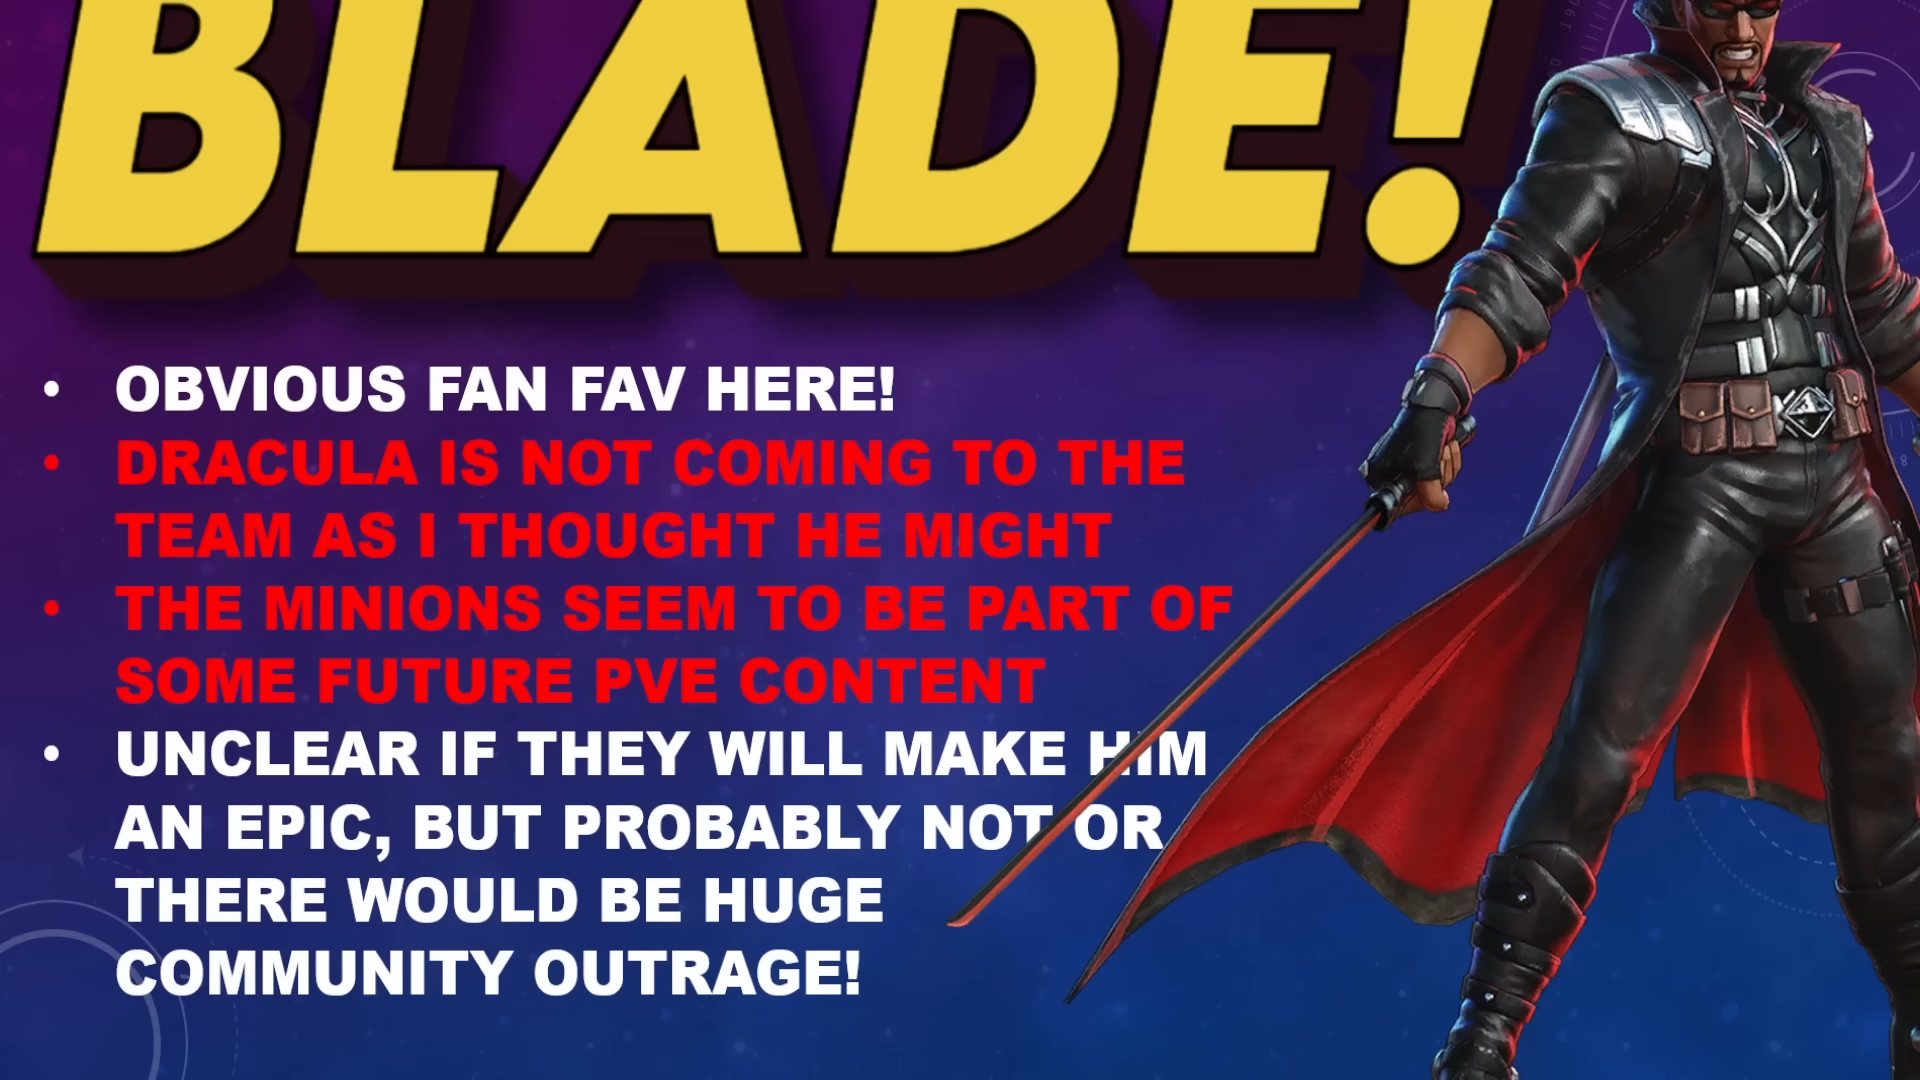 BLADE!
• OBVIOUS FAN FAV HERE!
• DRACULA IS NOT COMING TO THE
TEAM AS I THOUGHT HE MIGHT
• THE MINIONS SEEM TO BE PART OF
SOME FUTURE PVE CONTENT
• UNCLEAR IF THEY WILL MAKE HIM
AN EPIC, BUT PROBABLY NOT OR
THERE WOULD BE HUGE
COMMUNITY OUTRAGE!